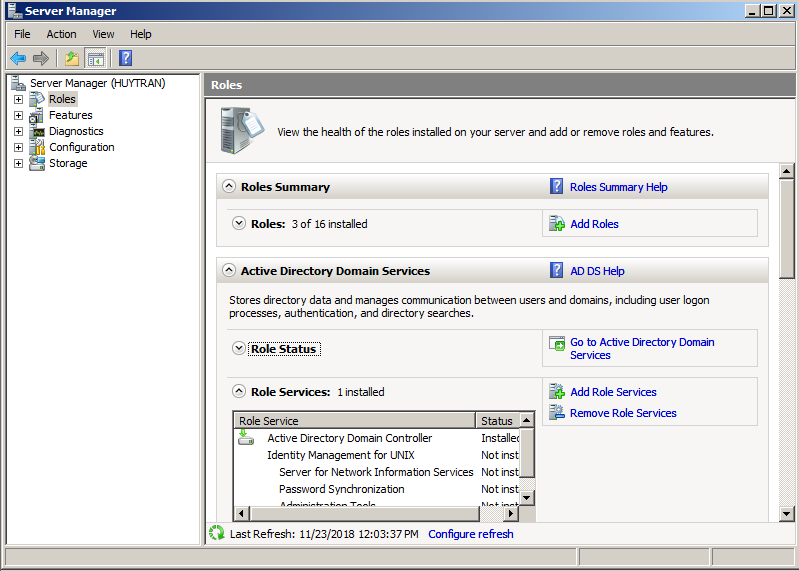 Server Manager
File Action View Help
Server Manager (HUYTRAN)
Roles
Features
Diagnostics
Configuration
Storage
Roles
View the health of the roles installed on your server and add or remove roles and features.
Roles Summary
Roles Summary Help
Roles: 3 of 16 installed
Add Roles
Active Directory Domain Services
AD DS Help
Stores directory data and manages communication between users and domains, including user logon
processes, authentication, and directory searches.
Role Status
Go to Active Directory Domain
Services
Role Services: 1 installed
Add Role Services
Remove Role Services
Role Service Status
Active Directory Domain Controller Installed
Identity Management for UNIX Not inst
Server for Network Information Services Not inst
Password Synchronization Not inst
Administration Tools Not inst
Last Refresh: 11/23/2018 12:03:37 PM Configure refresh